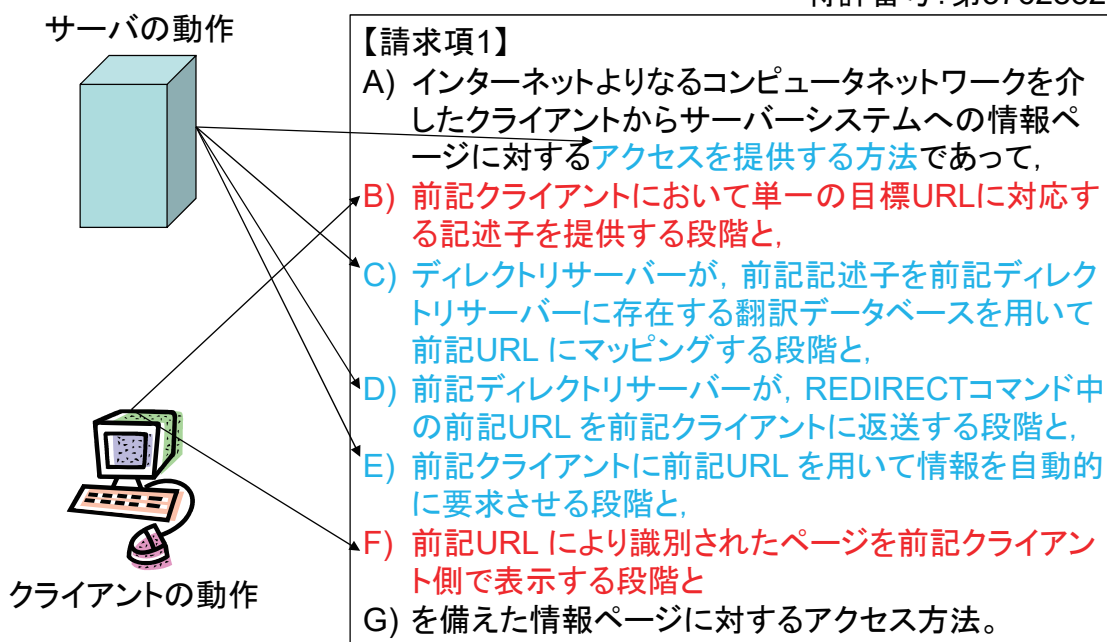 サーバの動作
【請求項1】
A) インターネットよりなるコンピュータネットワークを介
したクライアントからサーバーシステムへの情報ペ
ージに対するアクセスを提供する方法であって,
B) 前記クライアントにおいて単一の目標URLに対応す
る記述子を提供する段階と,
C) ディレクトリサーバーが, 前記記述子を前記ディレク
トリサーバーに存在する翻訳データベースを用いて
前記URL にマッピングする段階と,
D) 前記ディレクトリサーバーが, REDIRECTコマンド中
の前記URL を前記クライアントに返送する段階と,
E) 前記クライアントに前記URL を用いて情報を自動的
に要求させる段階と,
F) 前記URL により識別されたページを前記クライアン
ト側で表示する段階と
G) を備えた情報ページに対するアクセス方法。
クライアントの動作